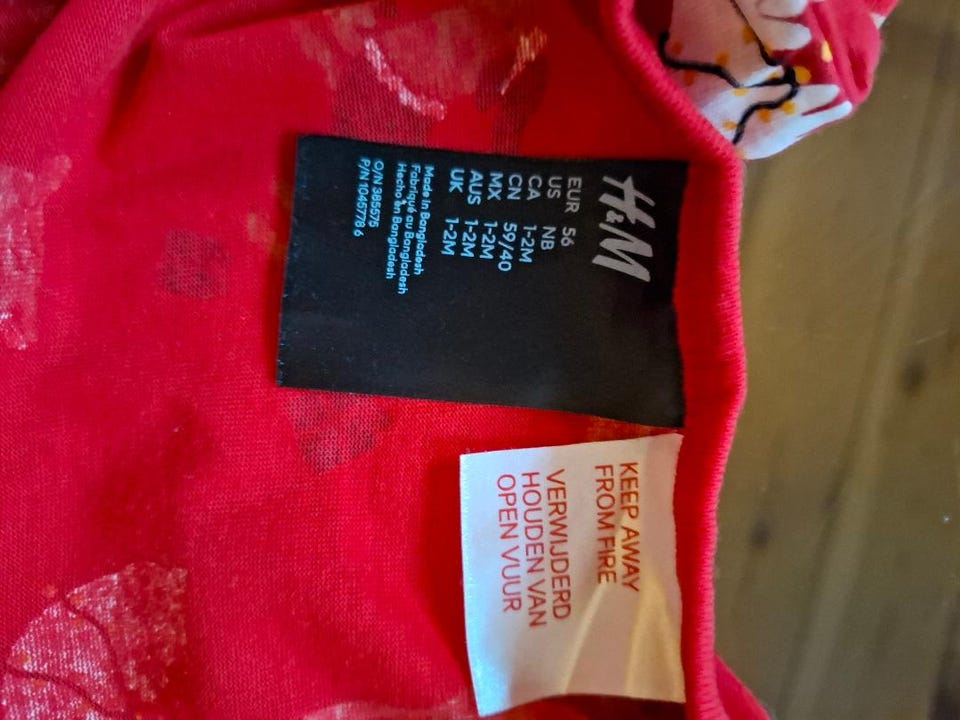 H&M
EUR 56
US NB
CA 1-2M
CN 59/40
MX 1-2M
AUS 1-2M
UK 1-2M
Made in Bangladesh
Fabriqué au Bangladesh
Hecho en Bangladesh
O/N 385575
P/N 1045778 6
KEEP AWAY
FROM FIRE
VERWIJDERD
HOUDEN VAN
OPEN VUUR